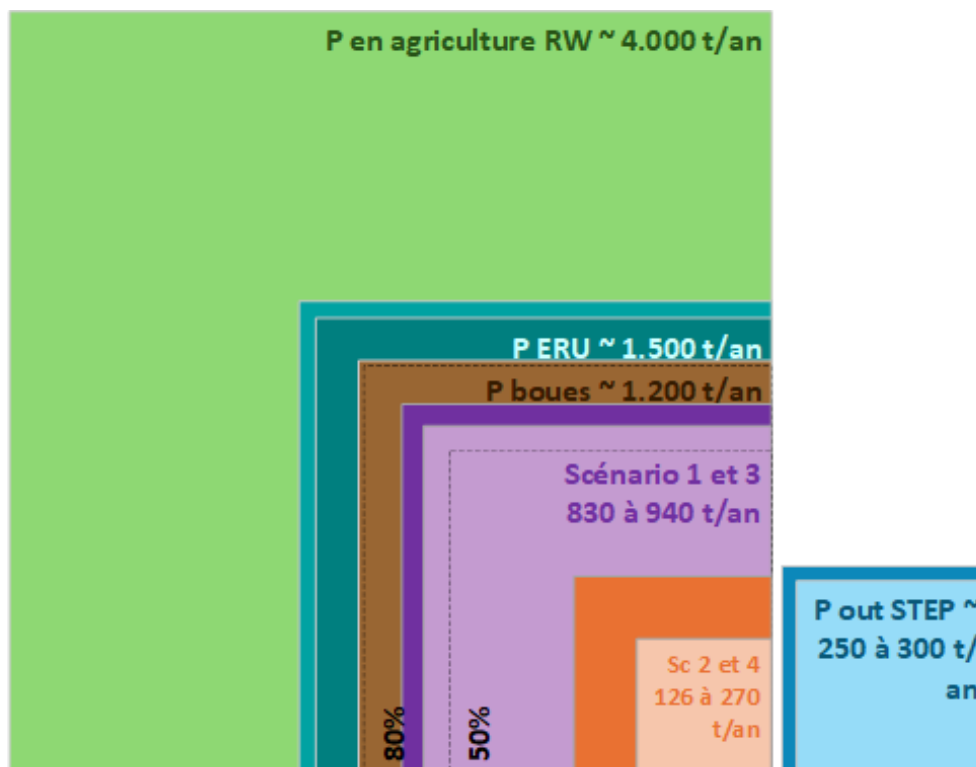 P en agriculture RW ~ 4.000 t/an
P ERU ~ 1.500 t/an
P boues ~ 1.200 t/an
Scénario 1 et 3
830 à 940 t/an
Sc 2 et 4
126 à 270
t/an
80%
50%
P out STEP ~
250 à 300 t/
an